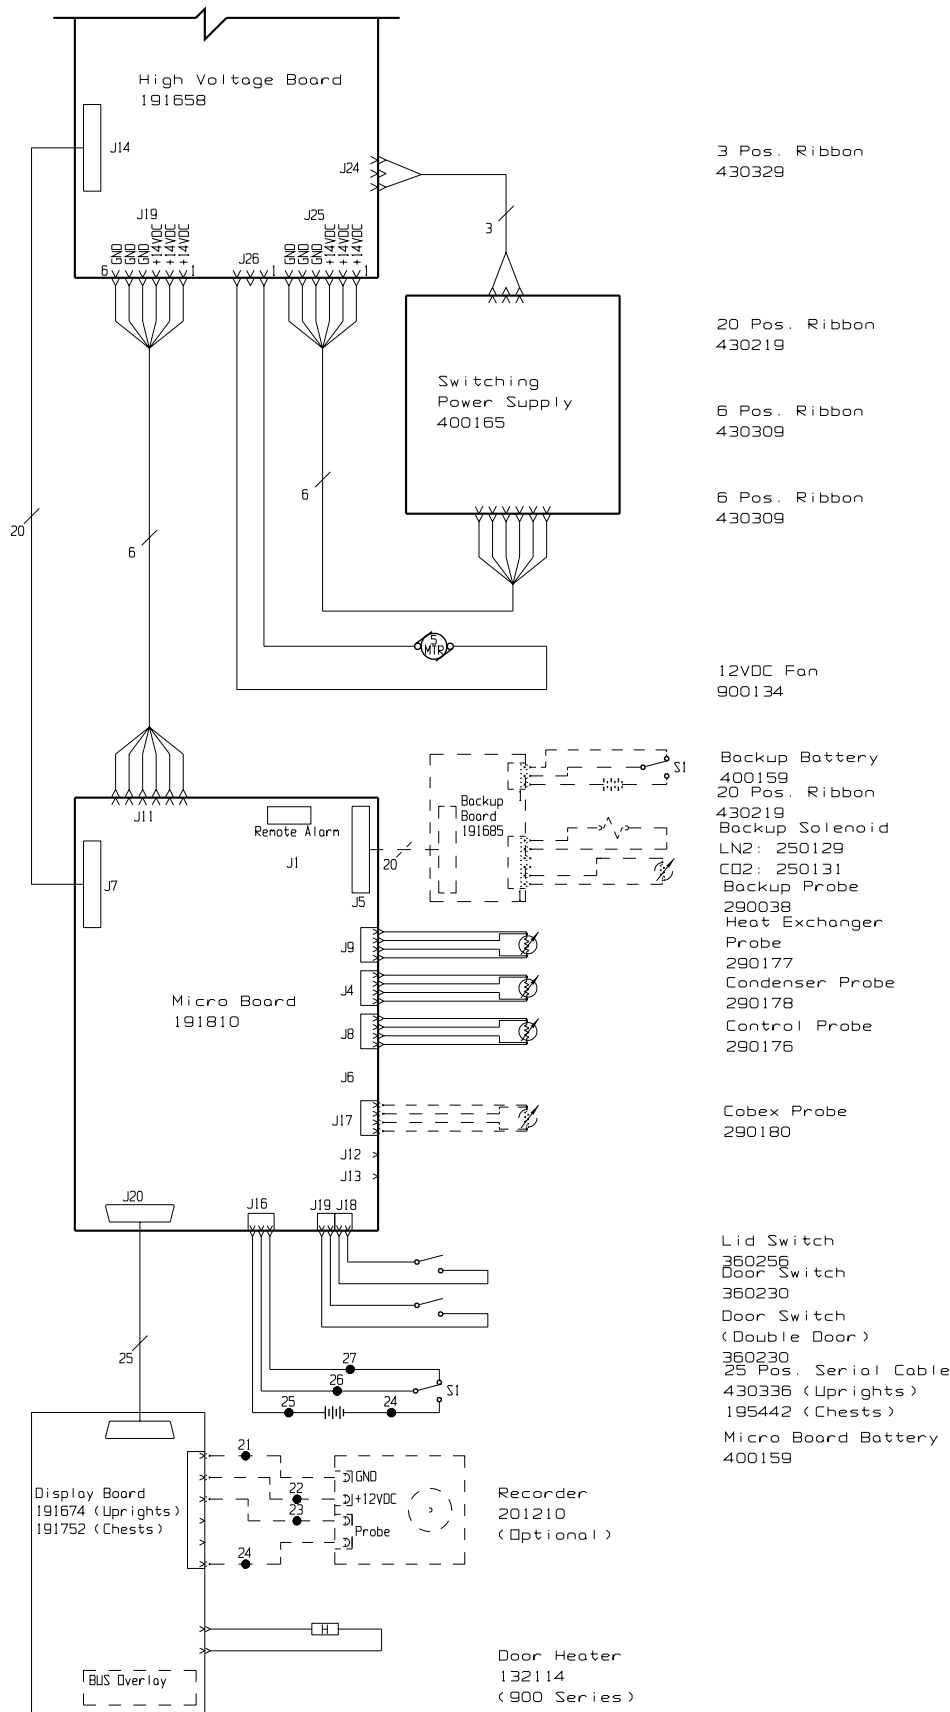 High Voltage Board
191658
J14
J24
J19
GND
GND
GND
+14VDC
+14VDC
+14VDC
6
1
J26
1
J25
GND
GND
GND
+14VDC
+14VDC
+14VDC
1
3
3 Pos. Ribbon
430329
Switching
Power Supply
400165
20 Pos. Ribbon
430219
6 Pos. Ribbon
430309
6 Pos. Ribbon
430309
20
6
6
5
MTR
12VDC Fan
900134
J11
Remote Alarm
J1
J5
J7
20
Backup
Board
191685
1
1
S1
Backup Battery
400159
20 Pos. Ribbon
430219
Backup Solenoid
LN2: 250129
CO2: 250131
Backup Probe
290038
Heat Exchanger
Probe
290177
Condenser Probe
290178
Control Probe
290176
Micro Board
191810
J9
J4
J8
J6
J17
J12
J13
Cobex Probe
290180
J20
J16
J19
J18
Lid Switch
360256
Door Switch
360230
Door Switch
(Double Door)
360230
25 Pos. Serial Cable
430336 (Uprights)
195442 (Chests)
Micro Board Battery
400159
25
27
26
S1
25
24
Display Board
191674 (Uprights)
191752 (Chests)
21
22
23
24
GND
+12VDC
Probe
Recorder
201210
(Optional)
H
Door Heater
132114
(900 Series)
BUS Overlay